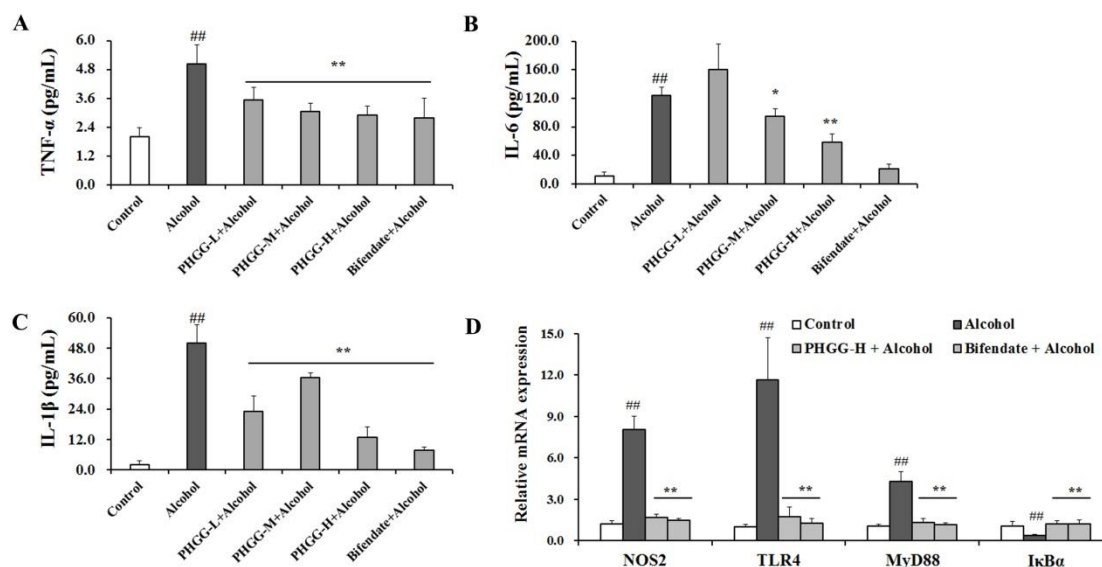 A
TNF-α (pg/mL)
6.0
4.8
3.6
2.4
1.2
0.0
##
**
Control
Alcohol
PHGG-L+Alcohol
PHGG-M+Alcohol
PHGG-H+Alcohol
Bifendate+Alcohol
B
IL-6 (pg/mL)
200.0
160.0
120.0
80.0
40.0
0.0
##
*
**
Control
Alcohol
PHGG-L+Alcohol
PHGG-M+Alcohol
PHGG-H+Alcohol
Bifendate+Alcohol
C
IL-1β (pg/mL)
60.0
48.0
36.0
24.0
12.0
0.0
##
**
Control
Alcohol
PHGG-L+Alcohol
PHGG-M+Alcohol
PHGG-H+Alcohol
Bifendate+Alcohol
D
Relative mRNA expression
15.0
12.0
9.0
6.0
3.0
0.0
Control
Alcohol
PHGG-H + Alcohol
Bifendate + Alcohol
##
**
##
**
##
**
##
**
NOS2
TLR4
MyD88
IκBα